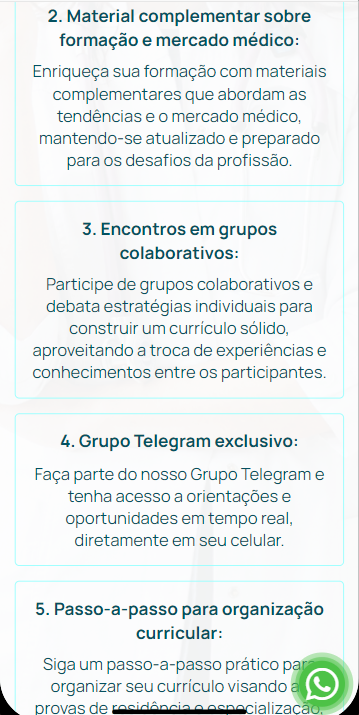 2. Material complementar sobre
formação e mercado médico:
Enriqueça sua formação com materiais
complementares que abordam as
tendências e o mercado médico,
mantendo-se atualizado e preparado
para os desafios da profissão.
3. Encontros em grupos
colaborativos:
Participe de grupos colaborativos e
debata estratégias individuais para
construir um currículo sólido,
aproveitando a troca de experiências e
conhecimentos entre os participantes.
4. Grupo Telegram exclusivo:
Faça parte do nosso Grupo Telegram e
tenha acesso a orientações e
oportunidades em tempo real,
diretamente em seu celular.
5. Passo-a-passo para organização
curricular:
Siga um passo-a-passo prático para
organizar seu currículo visando a
provas de residência e especialização,